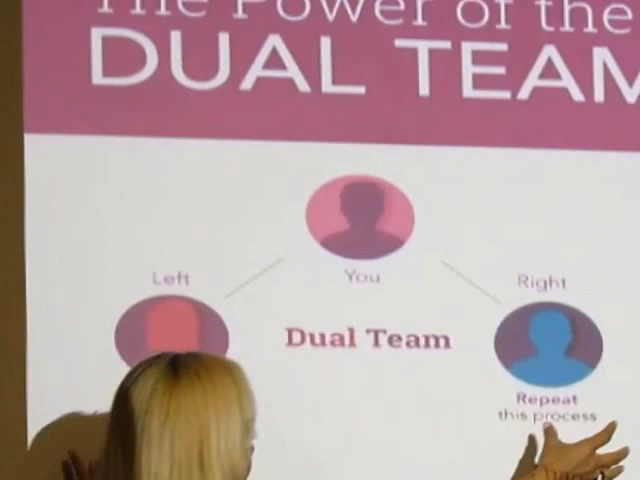 The Power of the
DUAL TEAM
Left
You
Right
Dual Team
Repeat
this process